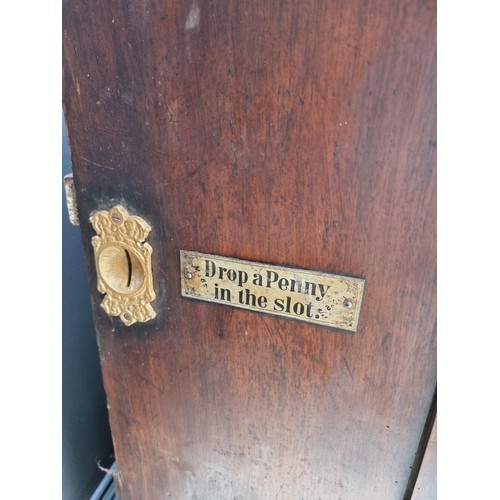 Drop a Penny
in the slot.